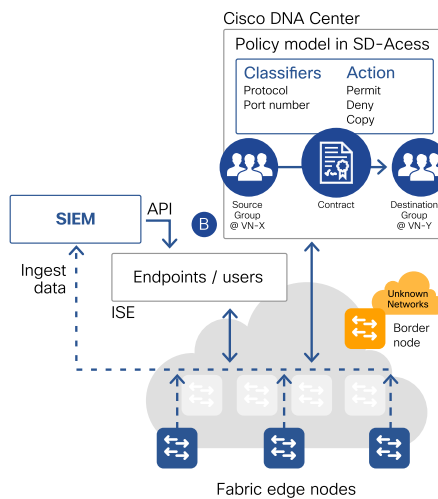 Cisco DNA Center
Policy model in SD-Acess
Classifiers
Protocol
Port number
Action
Permit
Deny
Copy
Source
Group
@ VN-X
Contract
Destination
Group
@ VN-Y
SIEM
API
B
Ingest
data
Endpoints / users
ISE
Unknown
Networks
Border
node
Fabric edge nodes